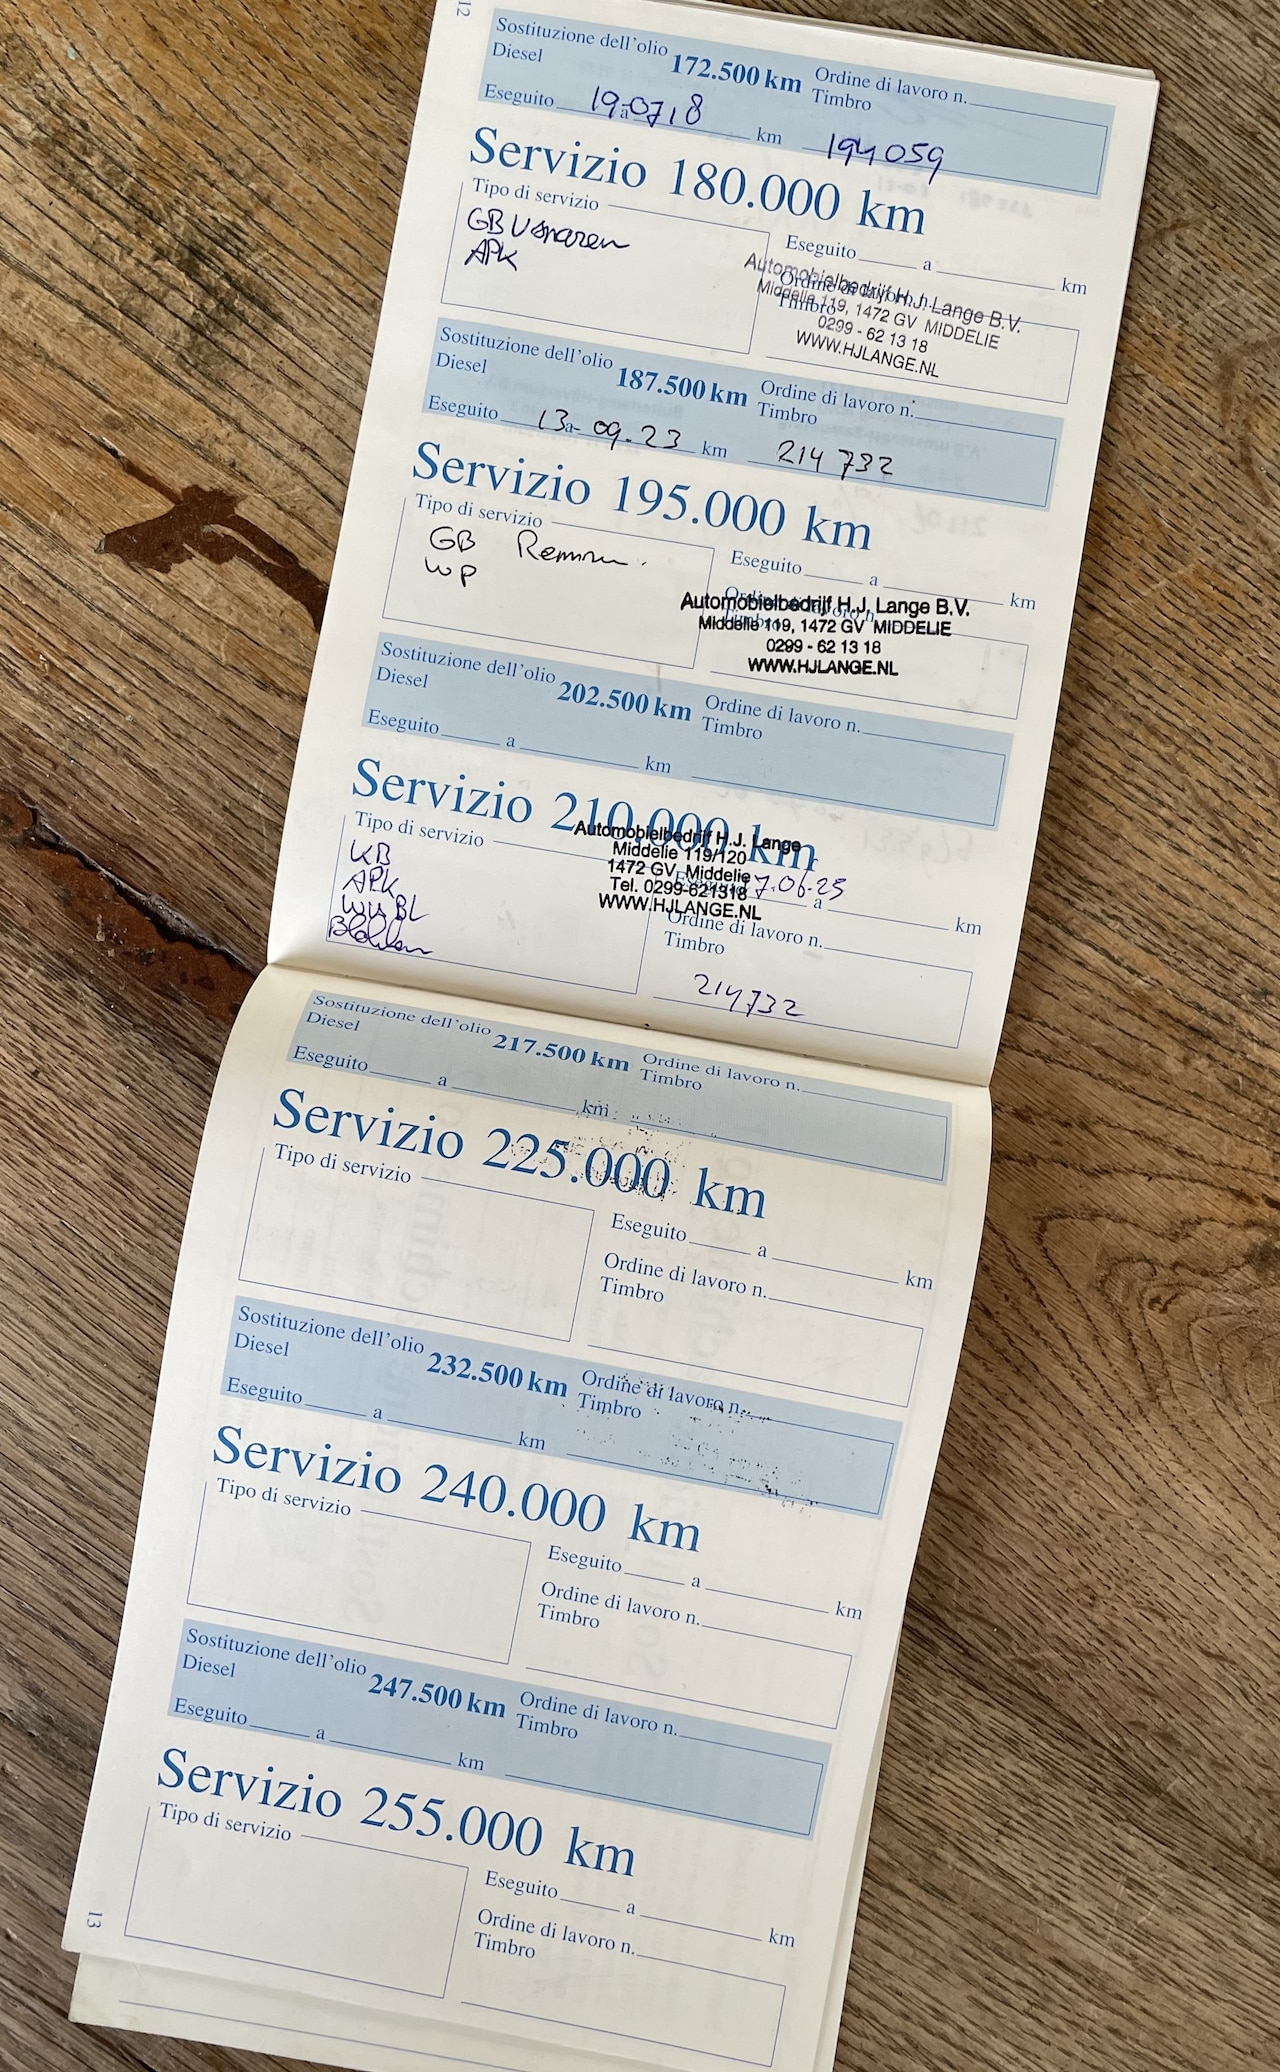 12
Sostituzione dell'olio 172.500 km Ordine di lavoro n.
Diesel Timbro
Eseguito 19-07-18 a km 194059
Servizio 180.000 km
Tipo di servizio
GB
APK
Eseguito a km
Ordine di lavoro n.
Timbro
Automobielbedrijf H.J. Lange B.V.
Middelie 119, 1472 GV MIDDELIE
0299 - 62 13 18
WWW.HJLANGE.NL
Sostituzione dell'olio 187.500 km Ordine di lavoro n.
Diesel Timbro
Eseguito 13-09-23 a km 214732
Servizio 195.000 km
Tipo di servizio
GB
WP
Eseguito a km
Ordine di lavoro n.
Timbro
Automobielbedrijf H.J. Lange B.V.
Middelie 119, 1472 GV MIDDELIE
0299 - 62 13 18
WWW.HJLANGE.NL
Sostituzione dell'olio 202.500 km Ordine di lavoro n.
Diesel Timbro
Eseguito a km
Servizio 210.000 km
Tipo di servizio
KB
APK
BL
Automobielbedrijf H.J. Lange
Middelie 119/120
1472 GV Middelie
Tel. 0299-621318
WWW.HJLANGE.NL
Eseguito 7-06-25 a km
Ordine di lavoro n.
Timbro
214732
Sostituzione dell'olio 217.500 km Ordine di lavoro n.
Diesel Timbro
Eseguito a km
Servizio 225.000 km
Tipo di servizio
Eseguito a km
Ordine di lavoro n.
Timbro
Sostituzione dell'olio 232.500 km Ordine di lavoro n.
Diesel Timbro
Eseguito a km
Servizio 240.000 km
Tipo di servizio
Eseguito a km
Ordine di lavoro n.
Timbro
Sostituzione dell'olio 247.500 km Ordine di lavoro n.
Diesel Timbro
Eseguito a km
Servizio 255.000 km
Tipo di servizio
Eseguito a km
Ordine di lavoro n.
Timbro
13